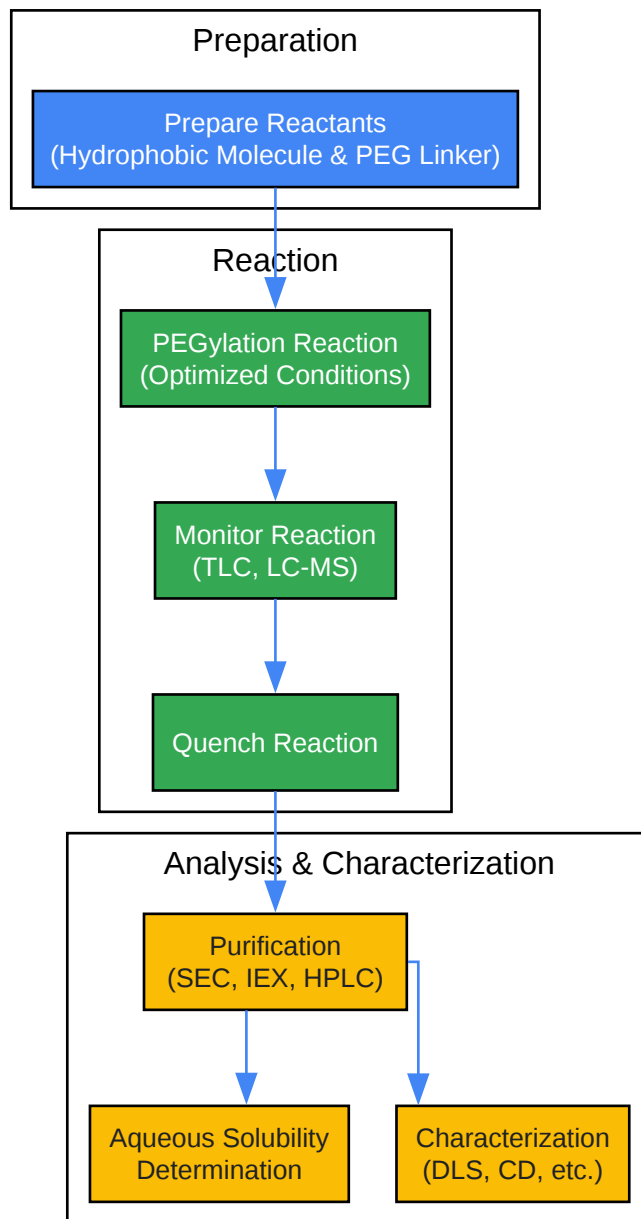 Preparation
Prepare Reactants
(Hydrophobic Molecule & PEG Linker)
Reaction
PEGylation Reaction
(Optimized Conditions)
Monitor Reaction
(TLC, LC-MS)
Quench Reaction
Analysis & Characterization
Purification
(SEC, IEX, HPLC)
Aqueous Solubility
Determination
Characterization
(DLS, CD, etc.)